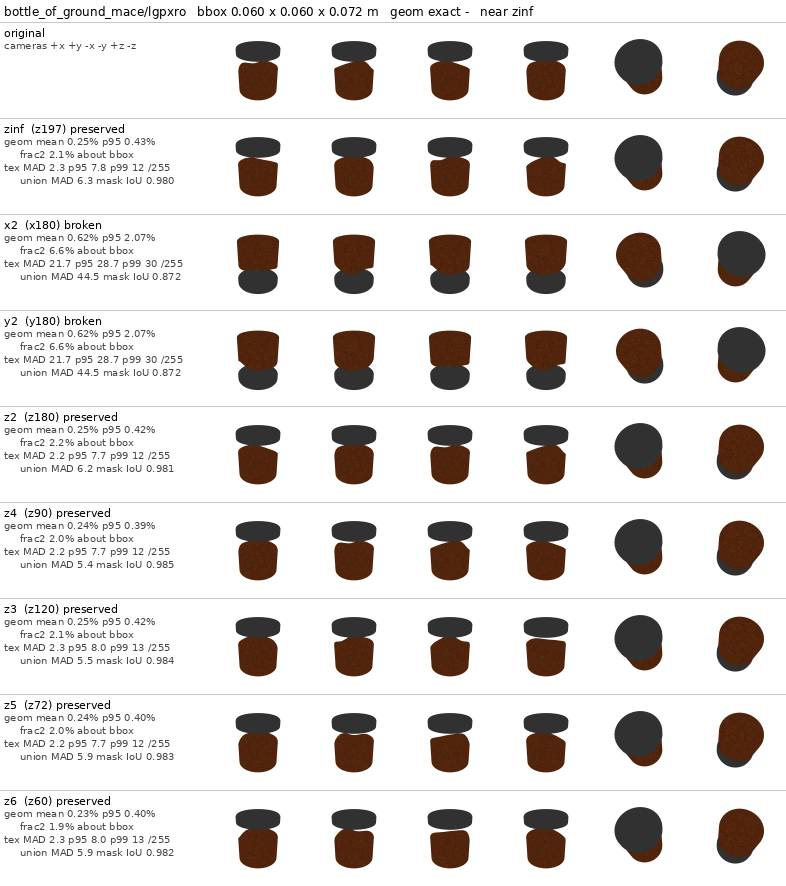 bottle_of_ground_mace/lgpxro   bbox 0.060 x 0.060 x 0.072 m   geom exact -   near zinf
original
cameras +x +y -x -y +z -z
zinf  (z197) preserved
geom mean 0.25% p95 0.43%
frac2 2.1% about bbox
tex MAD 2.3 p95 7.8 p99 12 /255
union MAD 6.3 mask IoU 0.980
x2  (x180) broken
geom mean 0.62% p95 2.07%
frac2 6.6% about bbox
tex MAD 21.7 p95 28.7 p99 30 /255
union MAD 44.5 mask IoU 0.872
y2  (y180) broken
geom mean 0.62% p95 2.07%
frac2 6.6% about bbox
tex MAD 21.7 p95 28.7 p99 30 /255
union MAD 44.5 mask IoU 0.872
z2  (z180) preserved
geom mean 0.25% p95 0.42%
frac2 2.2% about bbox
tex MAD 2.2 p95 7.7 p99 12 /255
union MAD 6.2 mask IoU 0.981
z4  (z90) preserved
geom mean 0.24% p95 0.39%
frac2 2.0% about bbox
tex MAD 2.2 p95 7.7 p99 12 /255
union MAD 5.4 mask IoU 0.985
z3  (z120) preserved
geom mean 0.25% p95 0.42%
frac2 2.1% about bbox
tex MAD 2.3 p95 8.0 p99 13 /255
union MAD 5.5 mask IoU 0.984
z5  (z72) preserved
geom mean 0.24% p95 0.40%
frac2 2.0% about bbox
tex MAD 2.2 p95 7.7 p99 12 /255
union MAD 5.9 mask IoU 0.983
z6  (z60) preserved
geom mean 0.23% p95 0.40%
frac2 1.9% about bbox
tex MAD 2.3 p95 8.0 p99 13 /255
union MAD 5.9 mask IoU 0.982